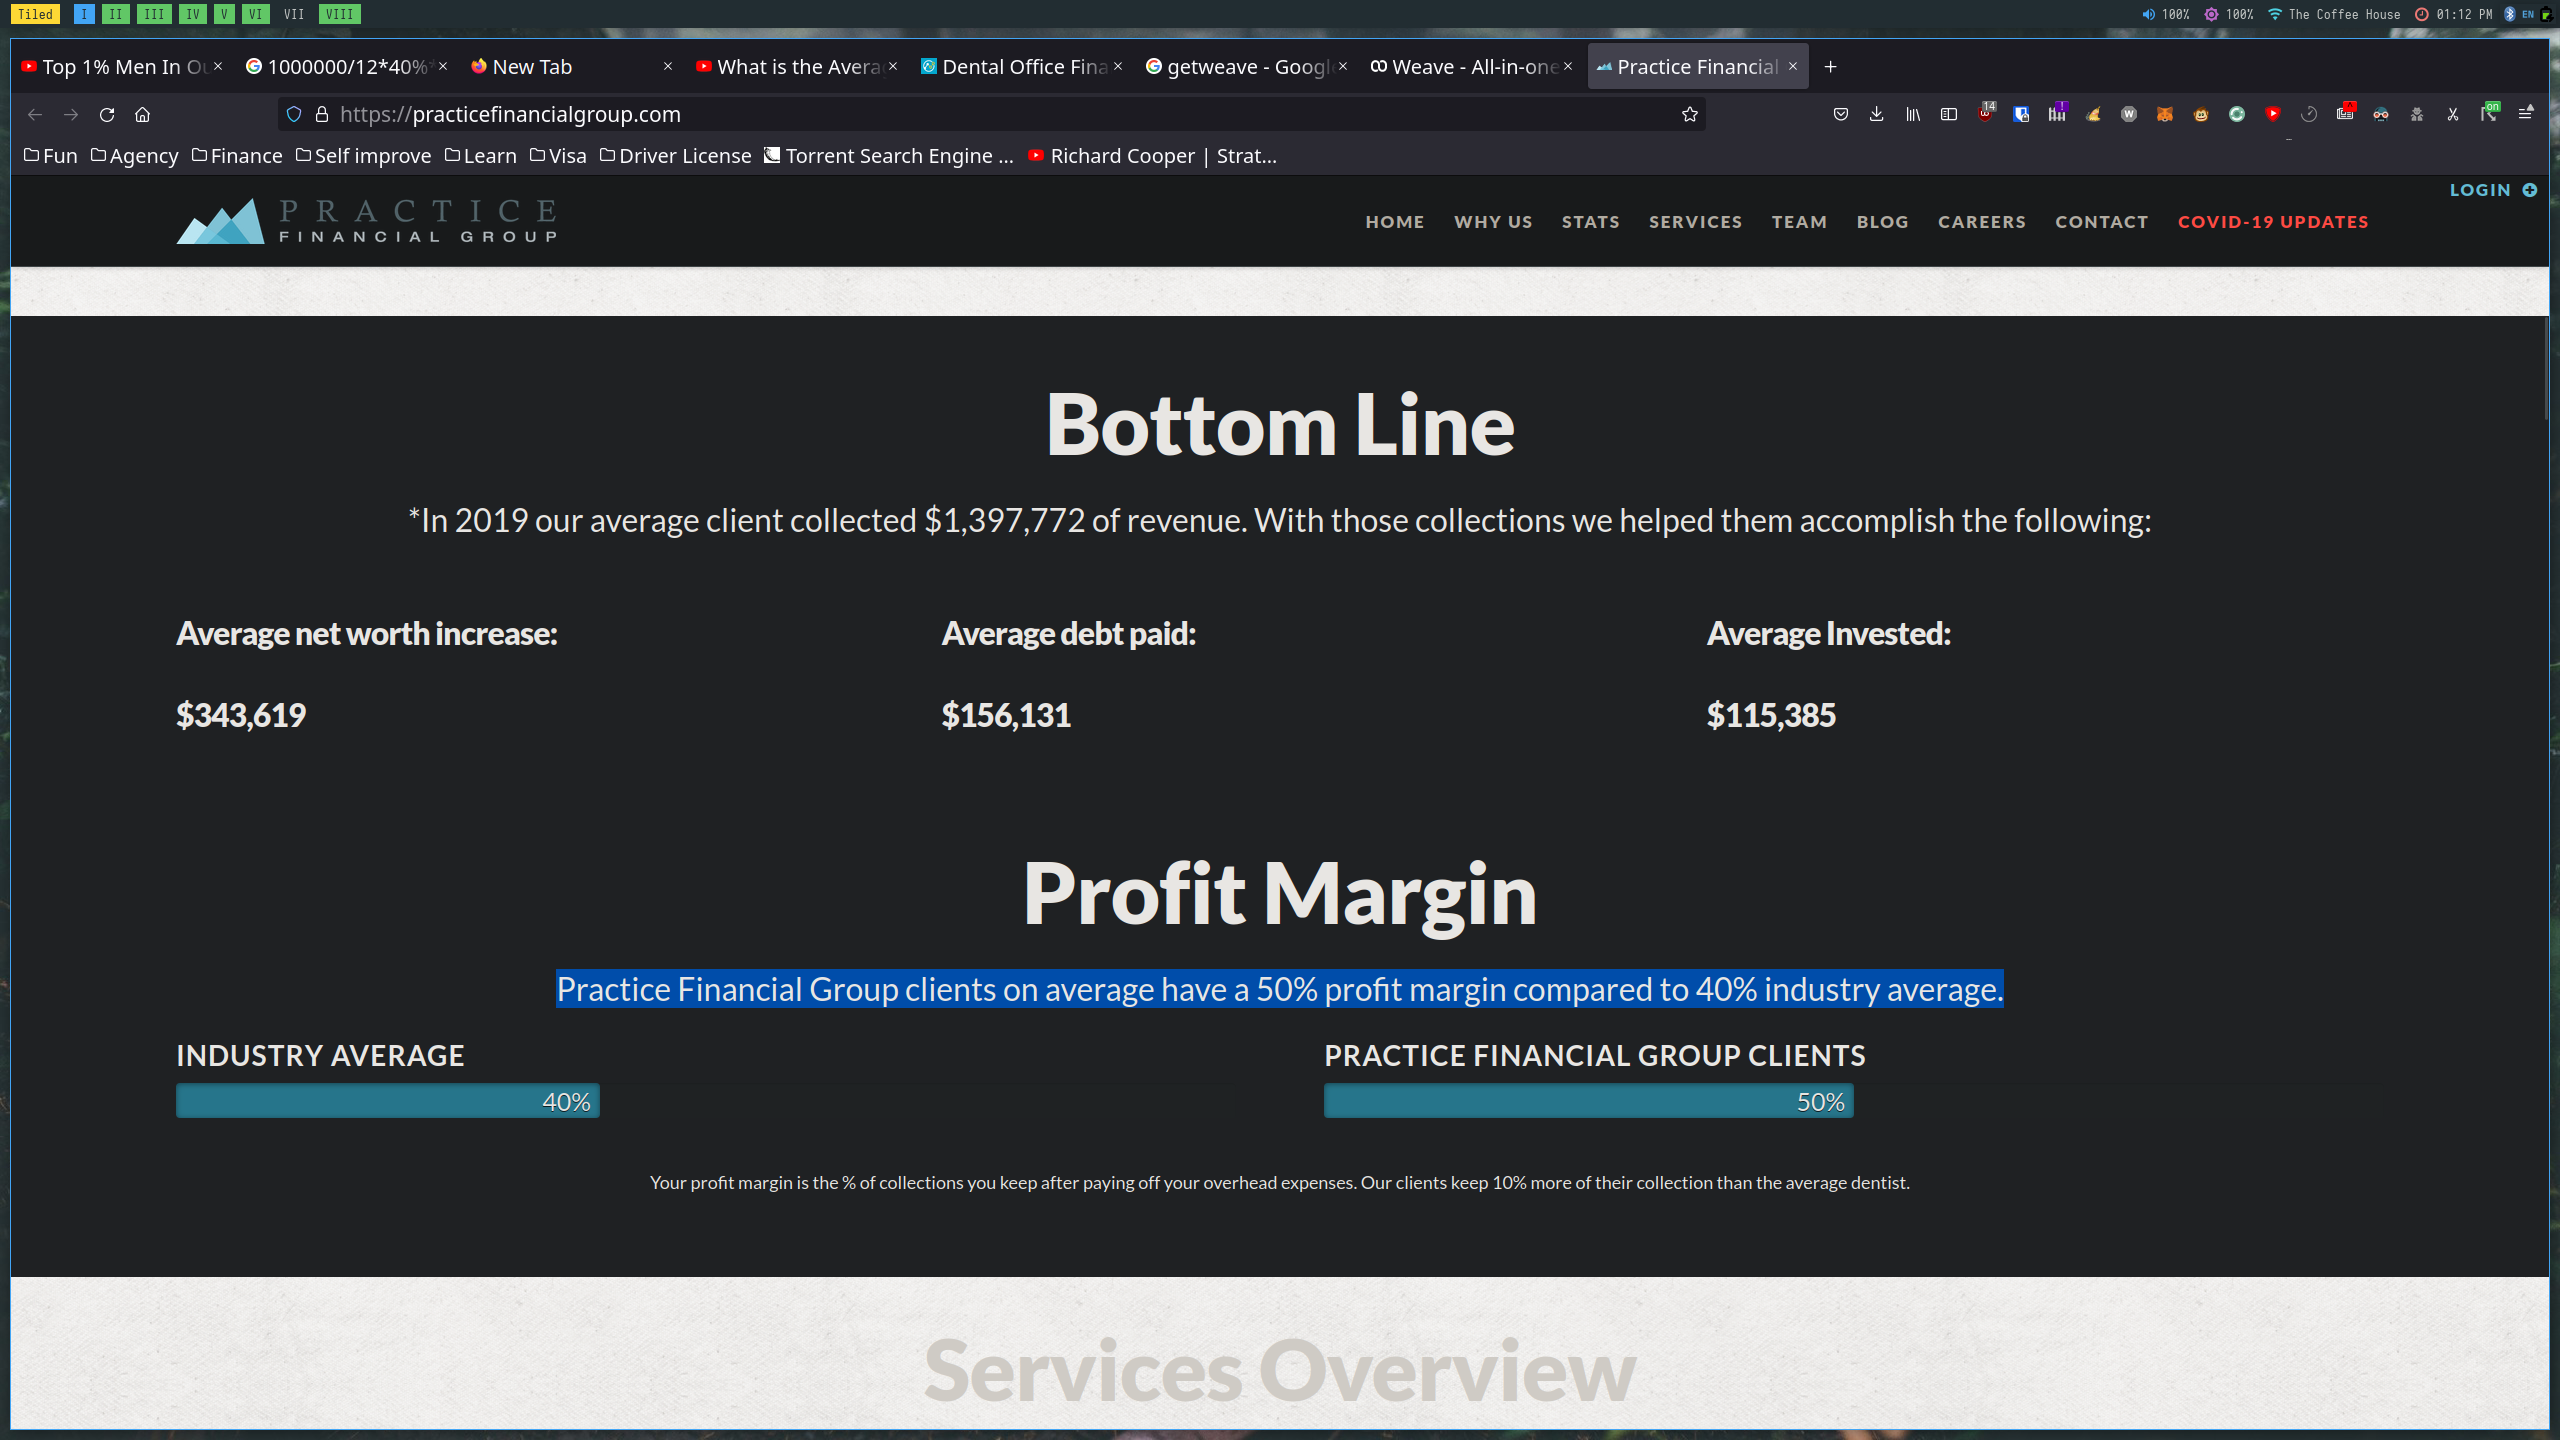 Tiled I II III IV V VI VII VIII 100% 100% The Coffee House 01:12 PM EN
Top 1% Men In Ou 1000000/12*40%* New Tab What is the Avera Dental Office Fina getweave - Googl Weave - All-in-one Practice Financial
https://practicefinancialgroup.com 14 ! W on
Fun Agency Finance Self improve Learn Visa Driver License Torrent Search Engine ... Richard Cooper | Strat...
LOGIN
PRACTICE
FINANCIAL GROUP
HOME WHY US STATS SERVICES TEAM BLOG CAREERS CONTACT COVID-19 UPDATES
Bottom Line
*In 2019 our average client collected $1,397,772 of revenue. With those collections we helped them accomplish the following:
Average net worth increase: Average debt paid: Average Invested:
$343,619 $156,131 $115,385
Profit Margin
Practice Financial Group clients on average have a 50% profit margin compared to 40% industry average.
INDUSTRY AVERAGE PRACTICE FINANCIAL GROUP CLIENTS
40% 50%
Your profit margin is the % of collections you keep after paying off your overhead expenses. Our clients keep 10% more of their collection than the average dentist.
Services Overview